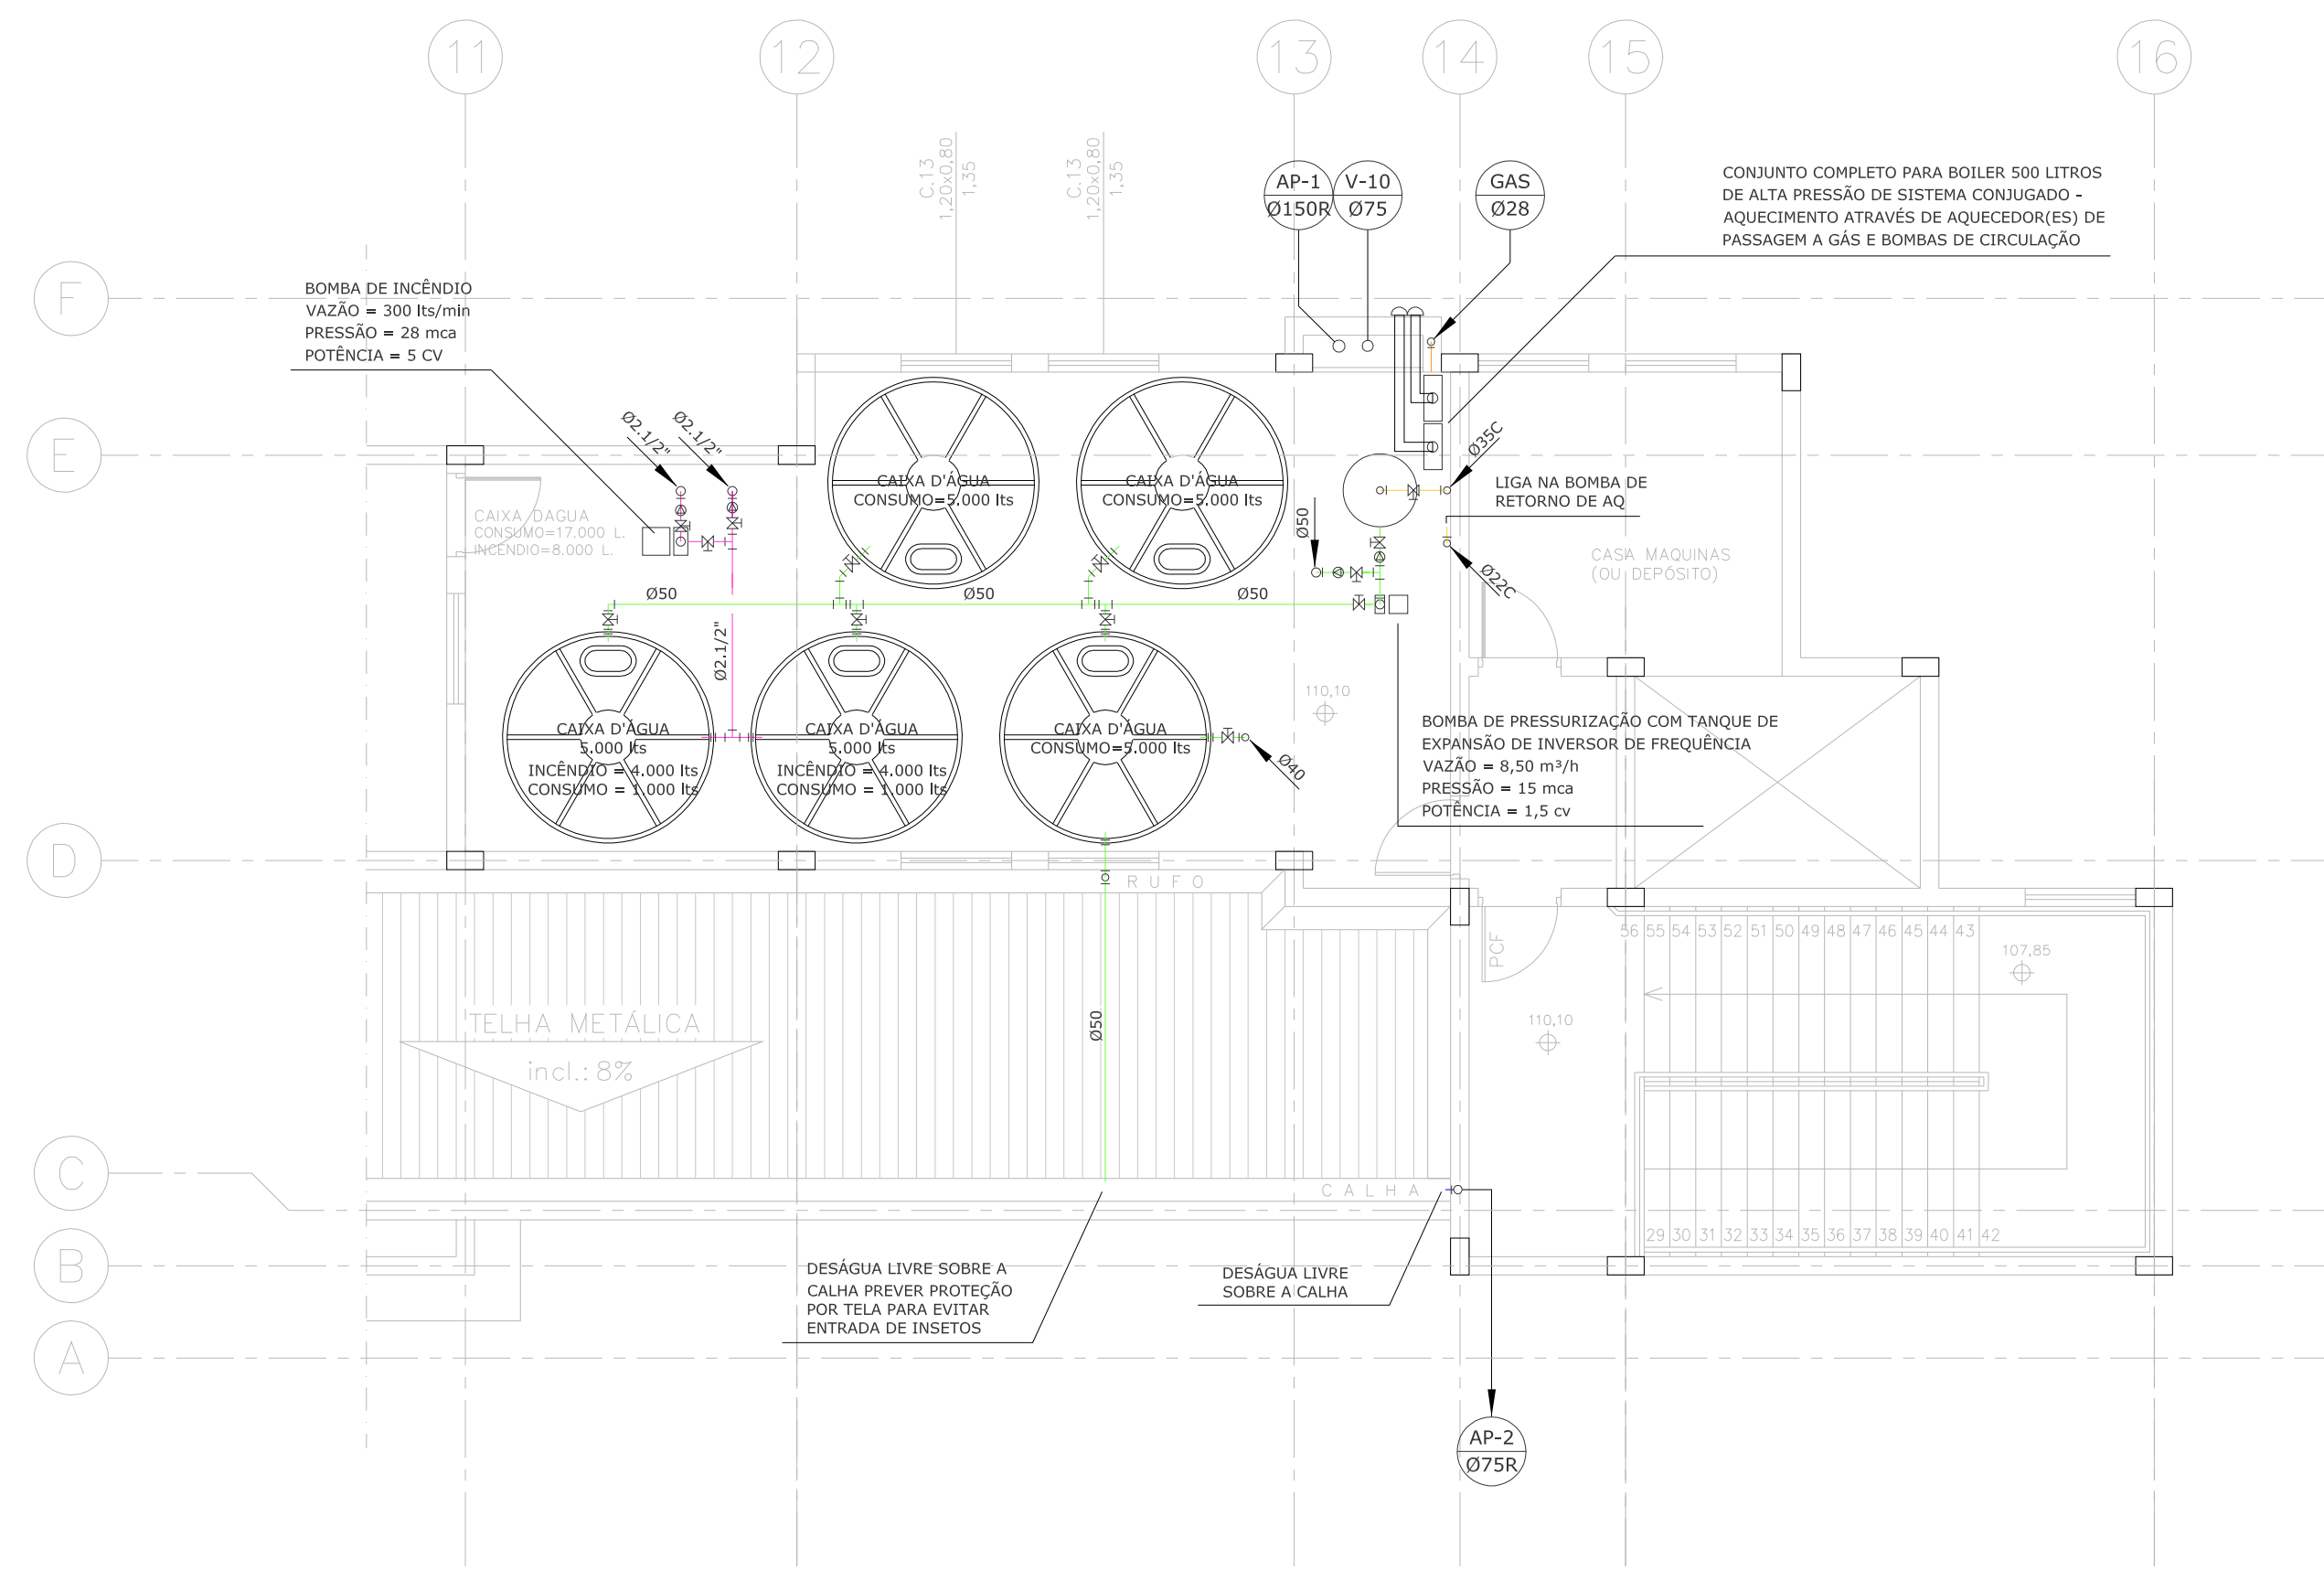 11
12
13
14
15
16
C.13
1,20x0,80
1,35
C.13
1,20x0,80
1,35
AP-1
Ø150R
V-10
Ø75
GAS
Ø28
CONJUNTO COMPLETO PARA BOILER 500 LITROS
DE ALTA PRESSÃO DE SISTEMA CONJUGADO -
AQUECIMENTO ATRAVÉS DE AQUECEDOR(ES) DE
PASSAGEM A GÁS E BOMBAS DE CIRCULAÇÃO
F
BOMBA DE INCÊNDIO
VAZÃO = 300 lts/min
PRESSÃO = 28 mca
POTÊNCIA = 5 CV
E
Ø2.1/2"
Ø2.1/2"
Ø35C
CAIXA D'ÁGUA
CONSUMO=5.000 lts
CAIXA D'ÁGUA
CONSUMO=5.000 lts
LIGA NA BOMBA DE
RETORNO DE AQ
CAIXA DAGUA
CONSUMO=17.000 L.
INCENDIO=8.000 L.
Ø50
CASA MAQUINAS
(OU DEPÓSITO)
Ø22C
Ø50
Ø50
Ø50
Ø2.1/2"
110,10
CAIXA D'ÁGUA
5.000 lts
INCÊNDIO = 4.000 lts
CONSUMO = 1.000 lts
CAIXA D'ÁGUA
5.000 lts
INCÊNDIO = 4.000 lts
CONSUMO = 1.000 lts
CAIXA D'ÁGUA
CONSUMO=5.000 lts
Ø40
BOMBA DE PRESSURIZAÇÃO COM TANQUE DE
EXPANSÃO DE INVERSOR DE FREQUÊNCIA
VAZÃO = 8,50 m³/h
PRESSÃO = 15 mca
POTÊNCIA = 1,5 cv
D
RUFO
PCF
56 55 54 53 52 51 50 49 48 47 46 45 44 43
107,85
TELHA METÁLICA
incl.: 8%
Ø50
110,10
C
CALHA
29 30 31 32 33 34 35 36 37 38 39 40 41 42
B
DESÁGUA LIVRE SOBRE A
CALHA PREVER PROTEÇÃO
POR TELA PARA EVITAR
ENTRADA DE INSETOS
DESÁGUA LIVRE
SOBRE A CALHA
A
AP-2
Ø75R